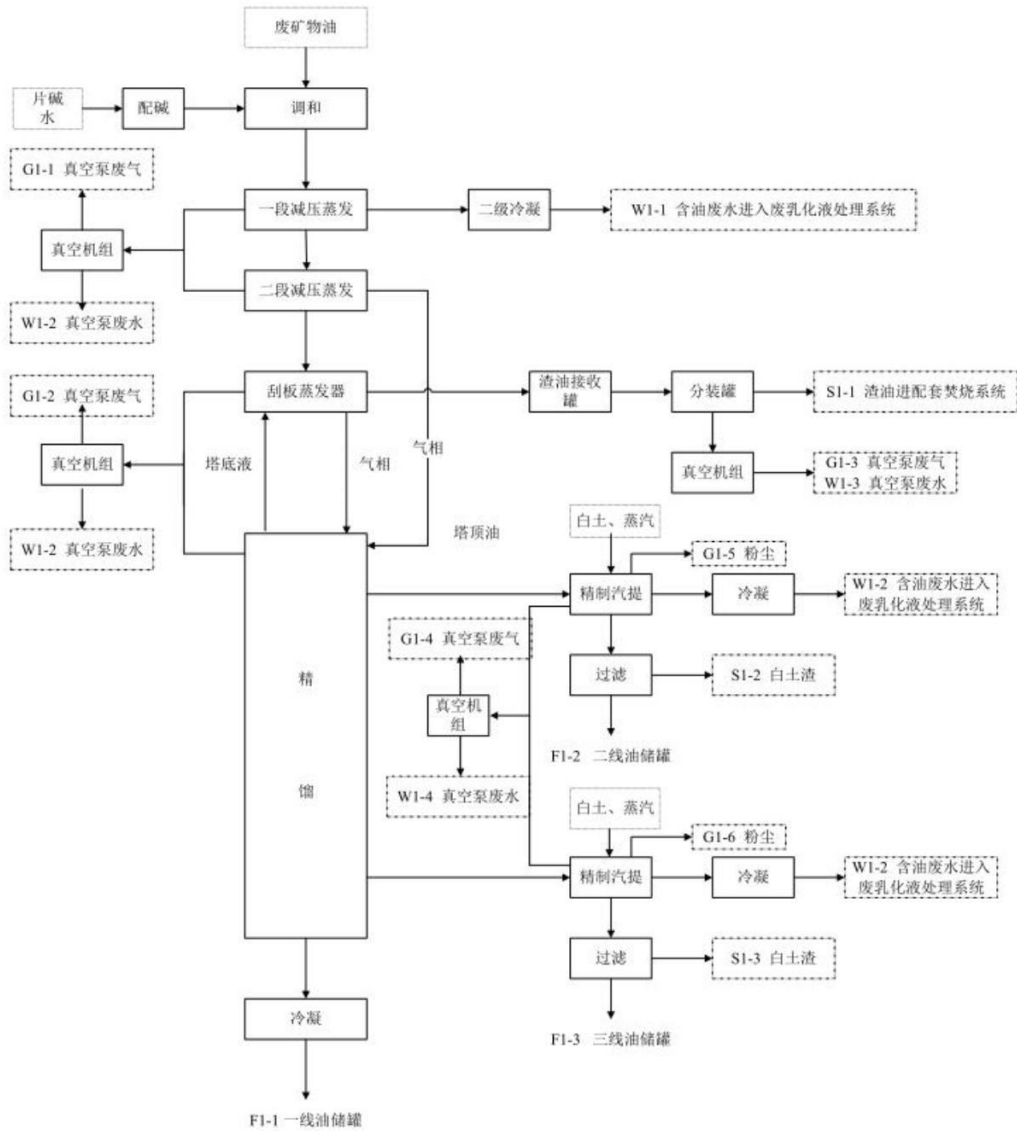 废矿物油
片碱
水
配碱
调和
G1-1 真空泵废气
一段减压蒸发
二级冷凝
W1-1 含油废水进入废乳化液处理系统
真空机组
二段减压蒸发
W1-2 真空泵废水
G1-2 真空泵废气
刮板蒸发器
渣油接收
罐
分装罐
S1-1 渣油进配套焚烧系统
真空机组
塔底液
气相
气相
真空机组
G1-3 真空泵废气
W1-3 真空泵废水
W1-2 真空泵废水
塔顶油
白土、蒸汽
G1-5 粉尘
精制汽提
冷凝
W1-2 含油废水进入
废乳化液处理系统
G1-4 真空泵废气
精
过滤
S1-2 白土渣
真空机
组
F1-2 二线油储罐
馏
W1-4 真空泵废水
白土、蒸汽
G1-6 粉尘
精制汽提
冷凝
W1-2 含油废水进入
废乳化液处理系统
过滤
S1-3 白土渣
冷凝
F1-3 三线油储罐
F1-1 一线油储罐